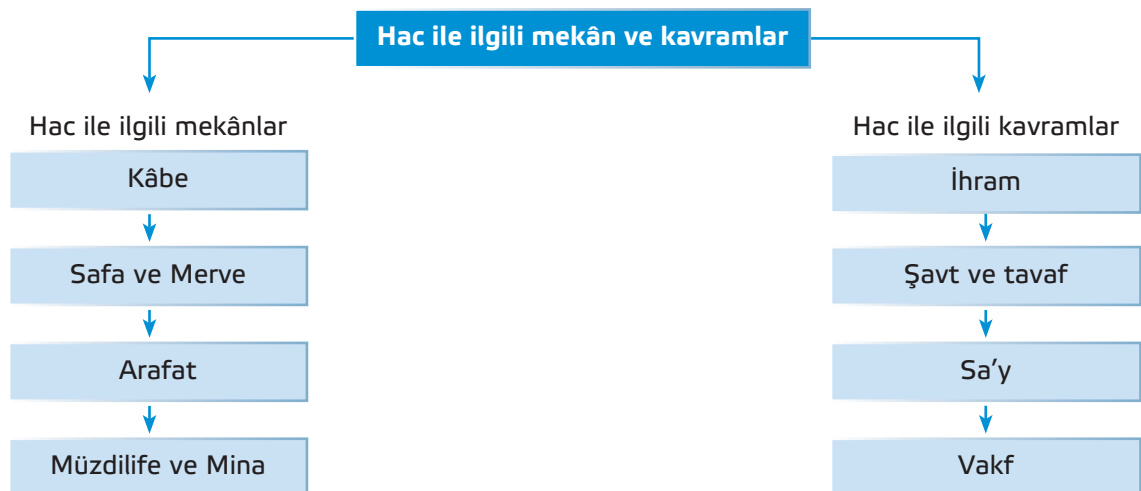 Hac ile ilgili mekân ve kavramlar
Hac ile ilgili mekânlar
Kâbe
Safa ve Merve
Arafat
Müzdilife ve Mina
Hac ile ilgili kavramlar
İhram
Şavt ve tavaf
Sa’y
Vakf